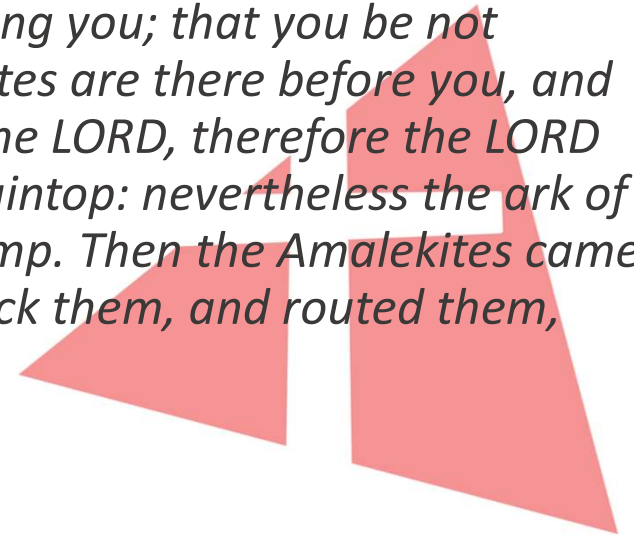 ng you; that you be not
tes are there before you, and
he LORD, therefore the LORD
intop: nevertheless the ark of
mp. Then the Amalekites came
ck them, and routed them,